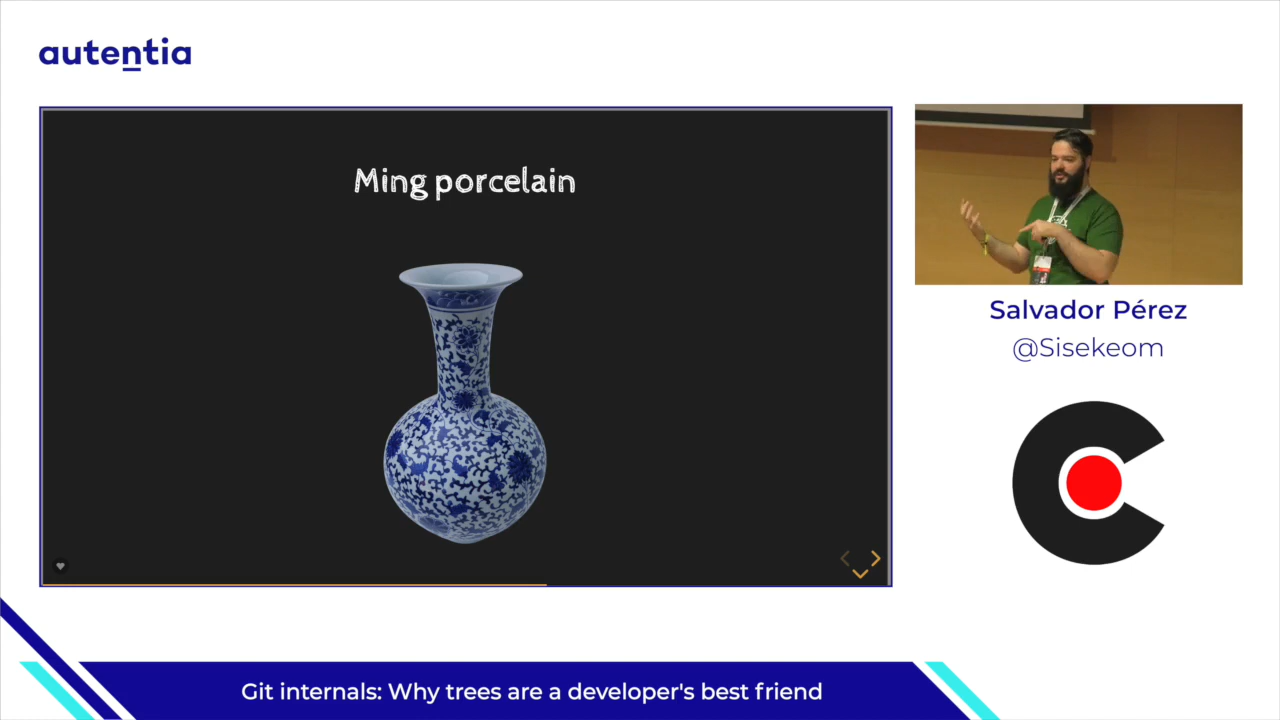 autentia
Ming porcelain
Salvador Pérez
@Sisekeom
Git internals: Why trees are a developer's best friend